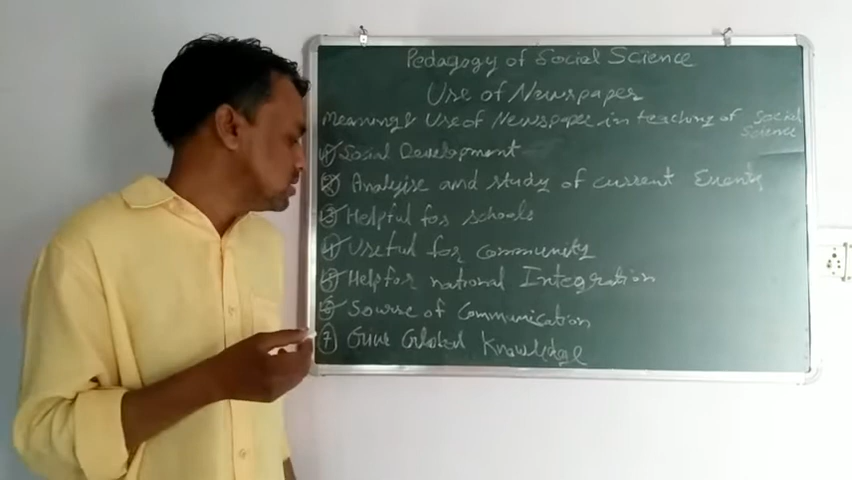 Pedagogy of Social Science
Use of Newspaper
Meaning & Use of Newspaper in teaching of Social Science
1 Social Development
2 Analyise and study of current Events
3 Helpful for schools
4 Useful for community
5 Help for national Integration
6 Sourse of Communication
7 Give Global Knowledge